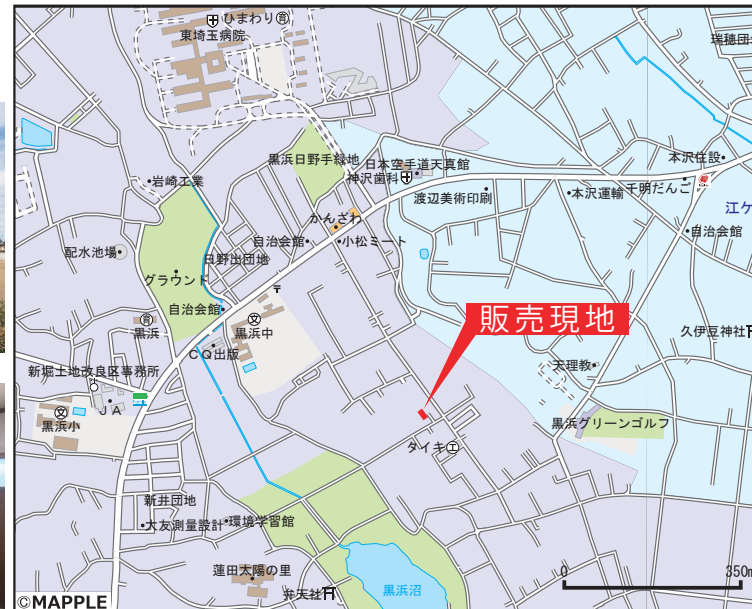 ひまわり
育
東埼玉病院
瑞穂団
黒浜日野手緑地
日本空手道天真館
神沢歯科
本沢住設
千明だんご
岩崎工業
渡辺美術印刷
本沢運輸
江ケ
かんざわ
自治会館
小松ミート
自治会館
配水池場
日野出団地
グラウンド
自治会館
〒
販売現地
育
黒浜
文
黒浜中
久伊豆神社
CQ出版
新堀土地改良区事務所
天理教
JA
文
黒浜小
黒浜グリーンゴルフ
タイキ
工
新井団地
大友測量設計
環境学習館
蓮田太陽の里
弁天社
黒浜沼
0
350m
©MAPPLE